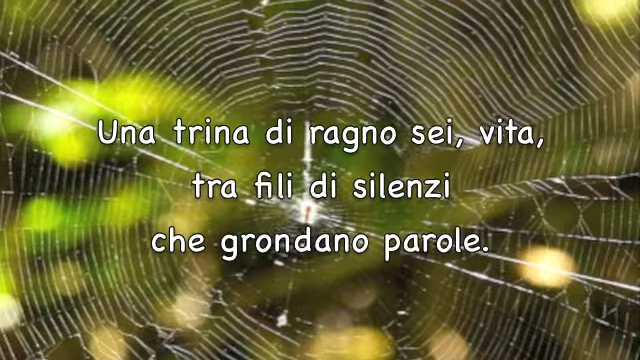 Una trina di ragno sei, vita,
tra fili di silenzi
che grondano parole.